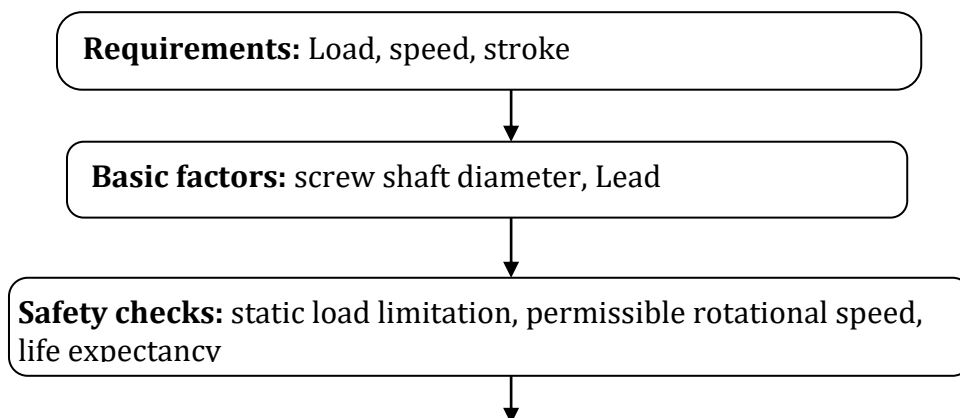 Requirements: Load, speed, stroke
Basic factors: screw shaft diameter, Lead
Safety checks: static load limitation, permissible rotational speed,
life expectancy